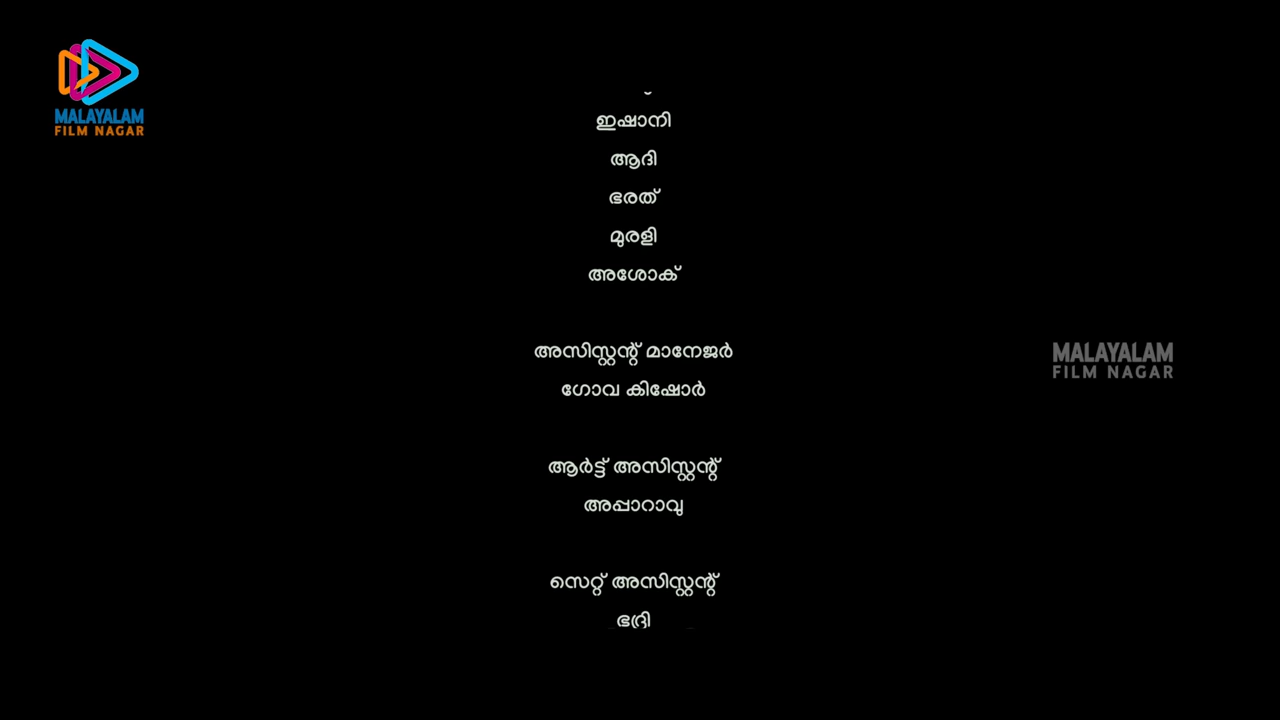 MALAYALAM
FILM NAGAR
ഇഷാനി
ആദി
ഭരത്
മുരളി
അശോക്
അസിസ്റ്റന്റ് മാനേജർ
ഗോവ കിഷോർ
MALAYALAM
FILM NAGAR
ആർട്ട് അസിസ്റ്റന്റ്
അപ്പാറാവു
സെറ്റ് അസിസ്റ്റന്റ്
ഭദ്രി